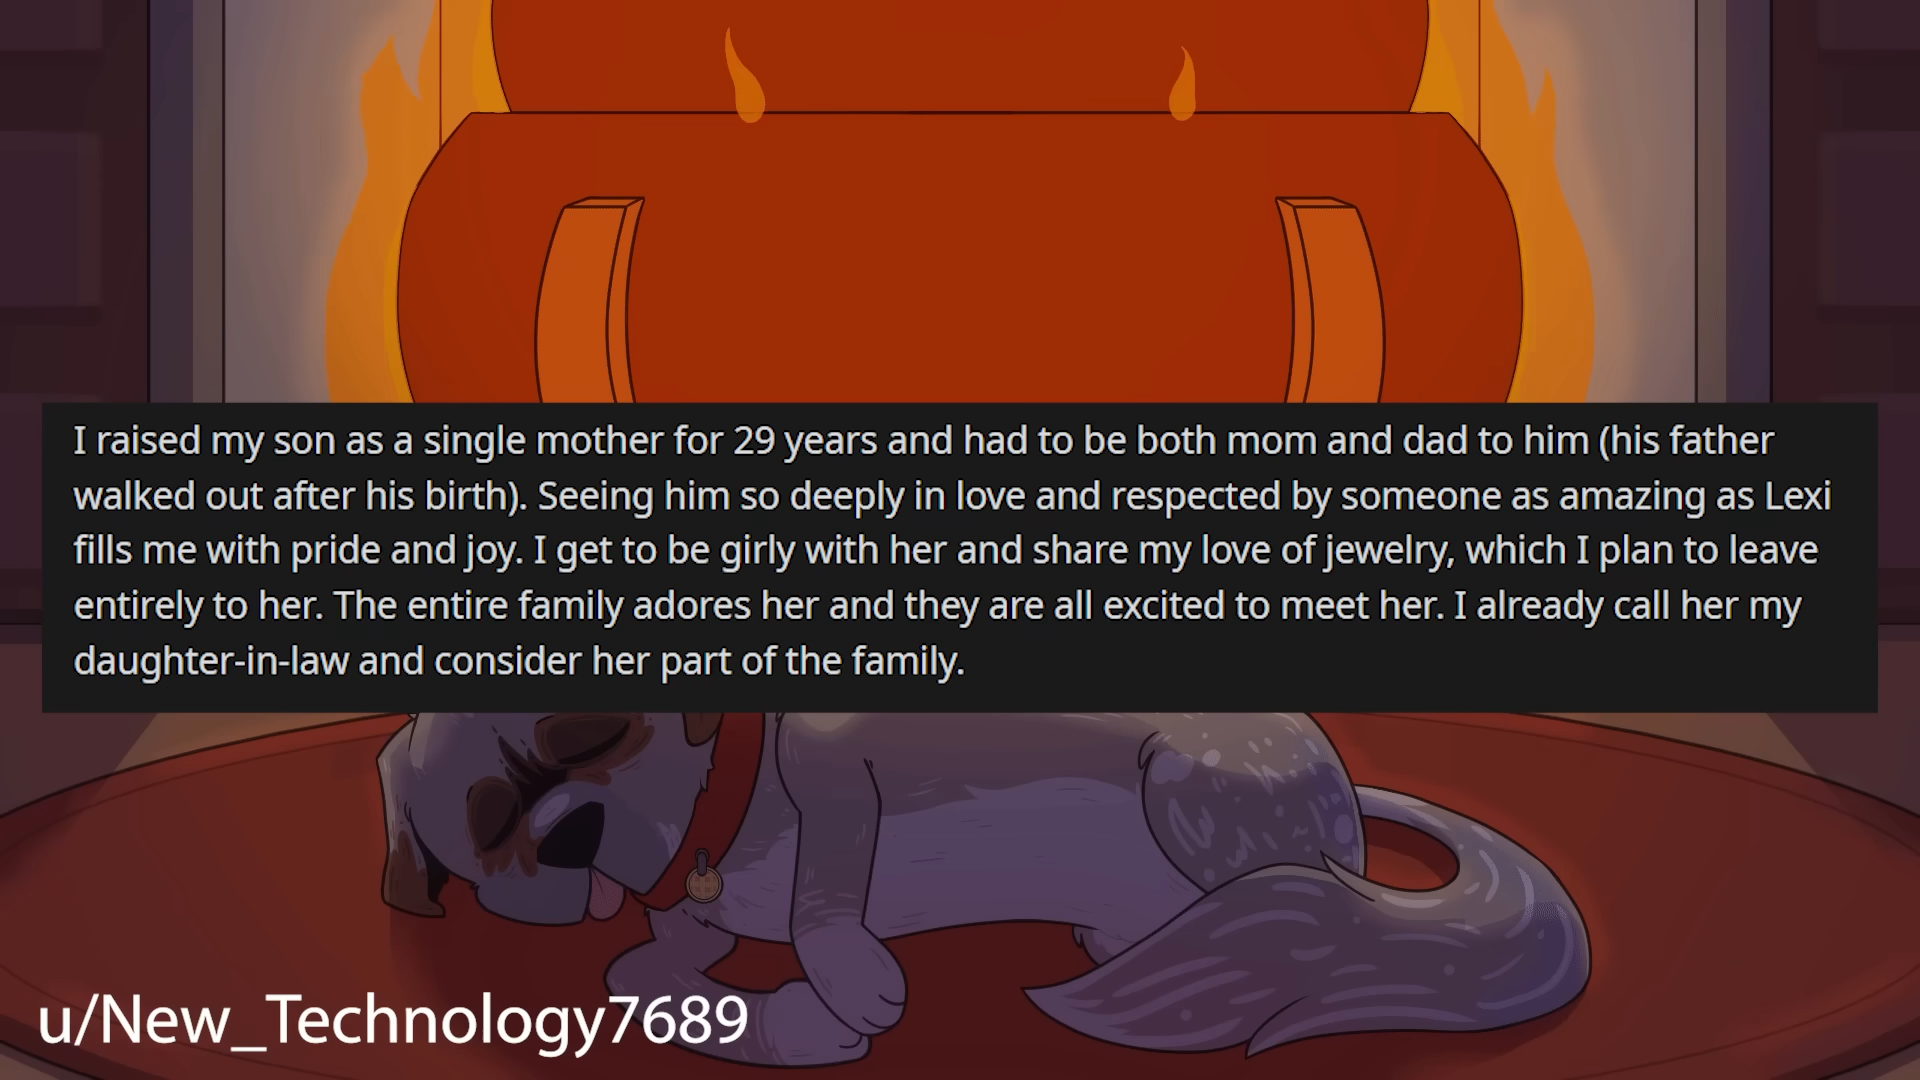 I raised my son as a single mother for 29 years and had to be both mom and dad to him (his father
walked out after his birth). Seeing him so deeply in love and respected by someone as amazing as Lexi
fills me with pride and joy. I get to be girly with her and share my love of jewelry, which I plan to leave
entirely to her. The entire family adores her and they are all excited to meet her. I already call her my
daughter-in-law and consider her part of the family.
u/New_Technology7689